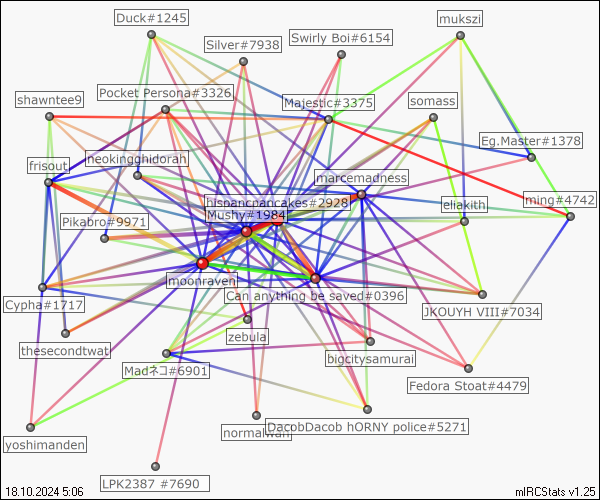 Duck#1245
mukszi
Silver#7938
Swirly Boi#6154
shawntee9
Pocket Persona#3326
Majestic#3375
somass
Eg.Master#1378
frisout
neokingghidorah
marcemadness
hispancnancakes#2928
ming#4742
eliakith
Mushy#1984
Pikabro#9971
moonraven
Can anything be saved#0396
Cypha#1717
JKOUYH VIII#7034
zebula
thesecondtwat
bigcitysamurai
Madネコ#6901
Fedora Stoat#4479
DacobDacob hORNY police#5271
normalwan
yoshimanden
LPK2387 #7690
18.10.2024 5:06
mIRCStats v1.25